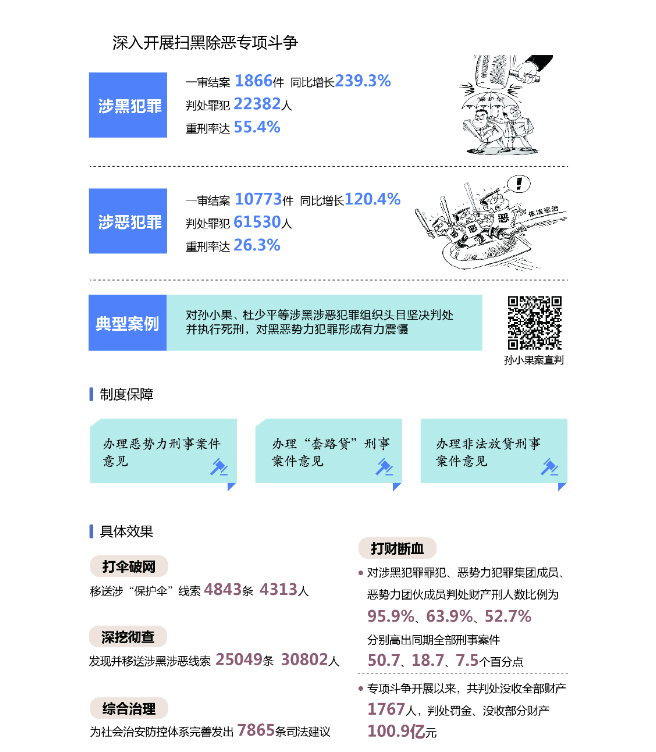 深入开展扫黑除恶专项斗争
涉黑犯罪
一审结案 1866件 同比增长239.3%
判处罪犯 22382人
重刑率达 55.4%
涉恶犯罪
一审结案 10773件 同比增长120.4%
判处罪犯 61530人
重刑率达 26.3%
!
恶
典型案例
对孙小果、杜少平等涉黑涉恶犯罪组织头目坚决判处
并执行死刑,对黑恶势力犯罪形成有力震慑
孙小果案宣判
制度保障
办理恶势力刑事案件
意见
办理“套路贷”刑事
案件意见
办理非法放贷刑事
案件意见
具体效果
打伞破网
移送涉“保护伞”线索 4843条 4313人
深挖彻查
发现并移送涉黑涉恶线索 25049条 30802人
综合治理
为社会治安防控体系完善发出 7865条司法建议
打财断血
• 对涉黑犯罪罪犯、恶势力犯罪集团成员、
恶势力团伙成员判处财产刑人数比例为
95.9%、63.9%、52.7%
分别高出同期全部刑事案件
50.7、18.7、7.5个百分点
• 专项斗争开展以来,共判处没收全部财产
1767人,判处罚金、没收部分财产
100.9亿元